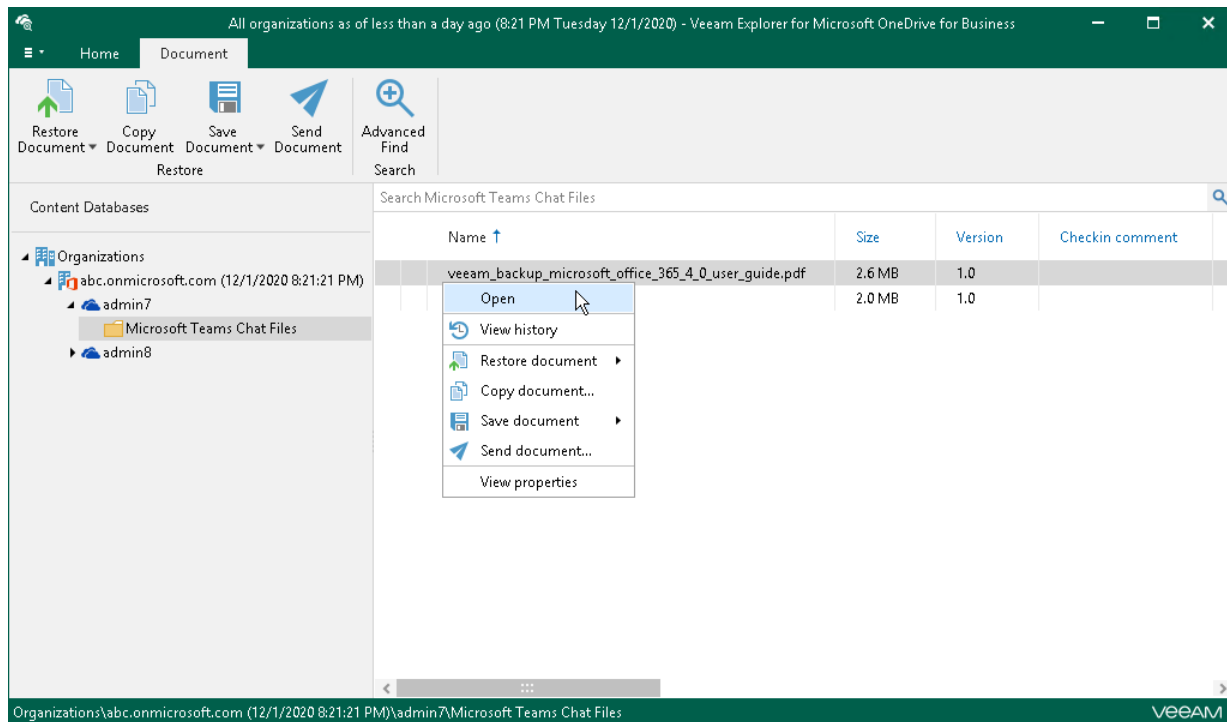 All organizations as of less than a day ago (8:21 PM Tuesday 12/1/2020) - Veeam Explorer for Microsoft OneDrive for Business
Home Document
Restore Document
Copy Document
Save Document
Send Document
Advanced Find
Restore
Search
Content Databases
Organizations
abc.onmicrosoft.com (12/1/2020 8:21:21 PM)
admin7
Microsoft Teams Chat Files
admin8
Search Microsoft Teams Chat Files
Name Size Version Checkin comment
veeam_backup_microsoft_office_365_4_0_user_guide.pdf 2.6 MB 1.0
2.0 MB 1.0
Open
View history
Restore document
Copy document...
Save document
Send document...
View properties
Organizations\abc.onmicrosoft.com (12/1/2020 8:21:21 PM)\admin7\Microsoft Teams Chat Files
VEEAM